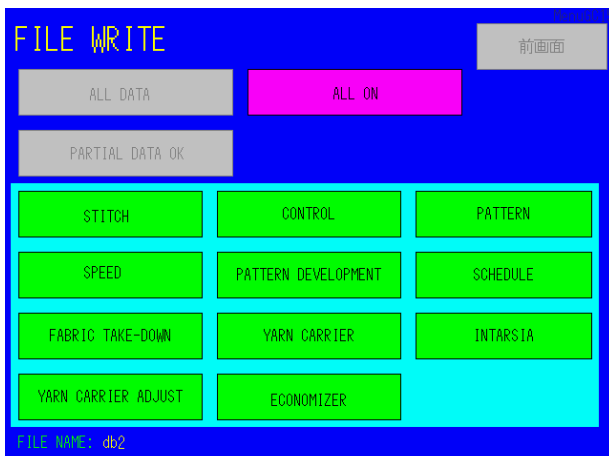 FILE WRITE
前画面
ALL DATA
ALL ON
PARTIAL DATA OK
STITCH
CONTROL
PATTERN
SPEED
PATTERN DEVELOPMENT
SCHEDULE
FABRIC TAKE-DOWN
YARN CARRIER
INTARSIA
YARN CARRIER ADJUST
ECONOMIZER
FILE NAME: db2